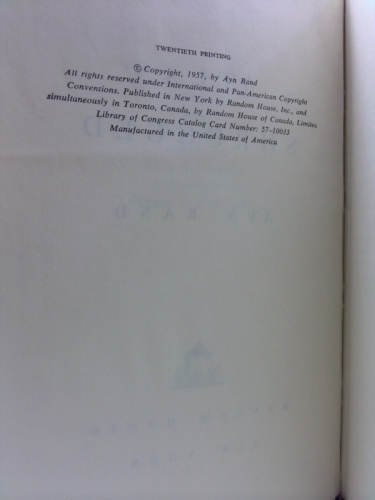 TWENTIETH PRINTING
© Copyright, 1957, by Ayn Rand
All rights reserved under International and Pan-American Copyright
Conventions. Published in New York by Random House, Inc., and
simultaneously in Toronto, Canada, by Random House of Canada, Limited.
Library of Congress Catalog Card Number: 57-10033
Manufactured in the United States of America